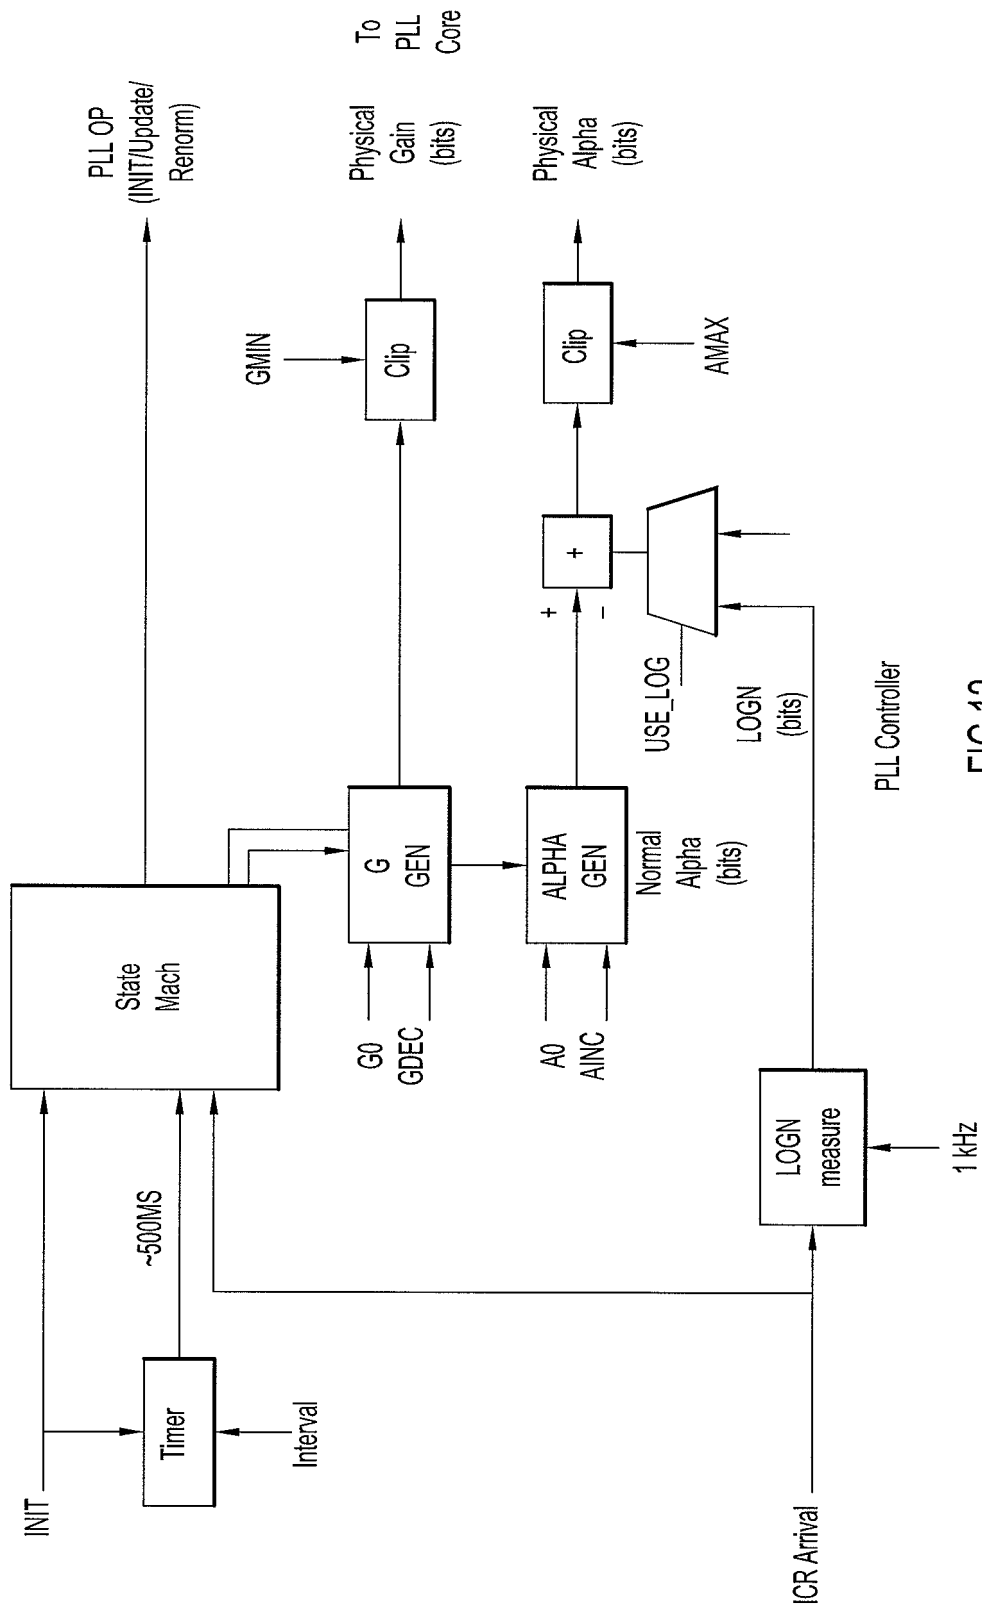 PLL OP
(INIT/Update/
Renorm)
To
PLL
Core
Physical
Gain
(bits)
Physical
Alpha
(bits)
GMIN
Clip
Clip
AMAX
+
+
–
USE_LOG
LOGN
(bits)
State
Mach
G
GEN
G0
GDEC
ALPHA
GEN
Normal
Alpha
(bits)
A0
AINC
INIT
Timer
~500MS
Interval
ICR Arrival
LOGN
measure
1 kHz
PLL Controller